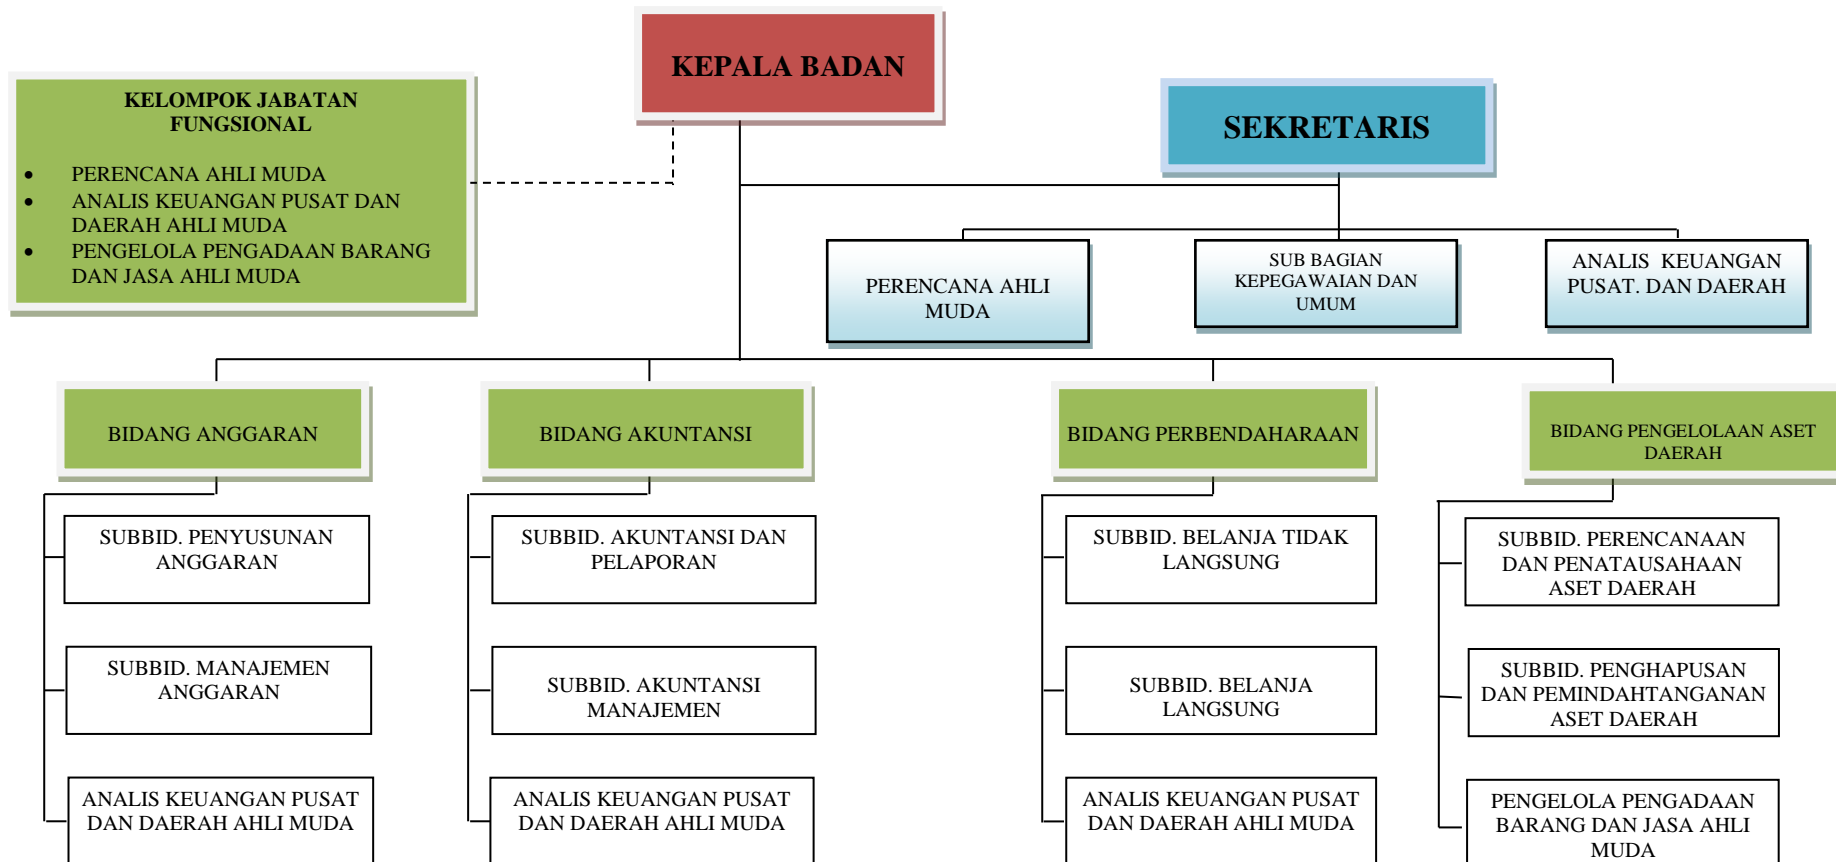 KEPALA BADAN
KELOMPOK JABATAN
FUNGSIONAL
• PERENCANA AHLI MUDA
• ANALIS KEUANGAN PUSAT DAN
DAERAH AHLI MUDA
• PENGELOLA PENGADAAN BARANG
DAN JASA AHLI MUDA
SEKRETARIS
PERENCANA AHLI
MUDA
SUB BAGIAN
KEPEGAWAIAN DAN
UMUM
ANALIS KEUANGAN
PUSAT. DAN DAERAH
BIDANG ANGGARAN
BIDANG AKUNTANSI
BIDANG PERBENDAHARAAN
BIDANG PENGELOLAAN ASET
DAERAH
SUBBID. PENYUSUNAN
ANGGARAN
SUBBID. AKUNTANSI DAN
PELAPORAN
SUBBID. BELANJA TIDAK
LANGSUNG
SUBBID. PERENCANAAN
DAN PENATAUSAHAAN
ASET DAERAH
SUBBID. MANAJEMEN
ANGGARAN
SUBBID. AKUNTANSI
MANAJEMEN
SUBBID. BELANJA
LANGSUNG
SUBBID. PENGHAPUSAN
DAN PEMINDAHTANGANAN
ASET DAERAH
ANALIS KEUANGAN PUSAT
DAN DAERAH AHLI MUDA
ANALIS KEUANGAN PUSAT
DAN DAERAH AHLI MUDA
ANALIS KEUANGAN PUSAT
DAN DAERAH AHLI MUDA
PENGELOLA PENGADAAN
BARANG DAN JASA AHLI
MUDA